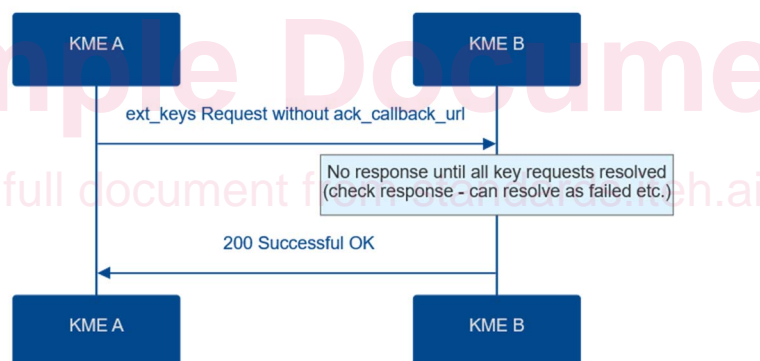 KME A
KME B
mple Docume
ext_keys Request without ack_callback_url
No response until all key requests resolved
(check response - can resolve as failed etc.)
full document from standards.iteh.ai
200 Successful OK
KME A
KME B